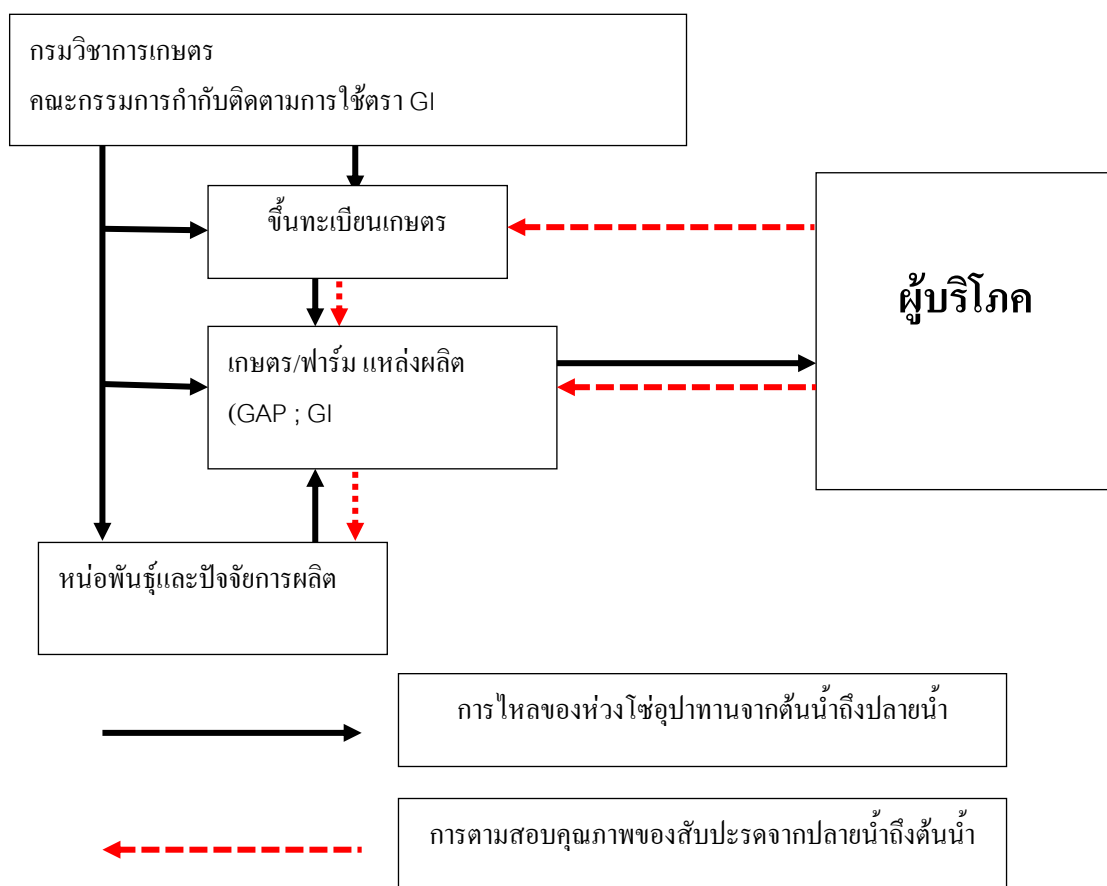 กรมวิชาการเกษตร
คณะกรรมการกำกับติดตามการใช้ตรา GI
ขึ้นทะเบียนเกษตร
เกษตร/ฟาร์ม แหล่งผลิต
(GAP ; GI
ผู้บริโภค
หน่อพันธุ์และปัจจัยการผลิต
การไหลของห่วงโซ่อุปาทานจากต้นน้ำถึงปลายน้ำ
การตามสอบคุณภาพของสับปะรดจากปลายน้ำถึงต้นน้ำ